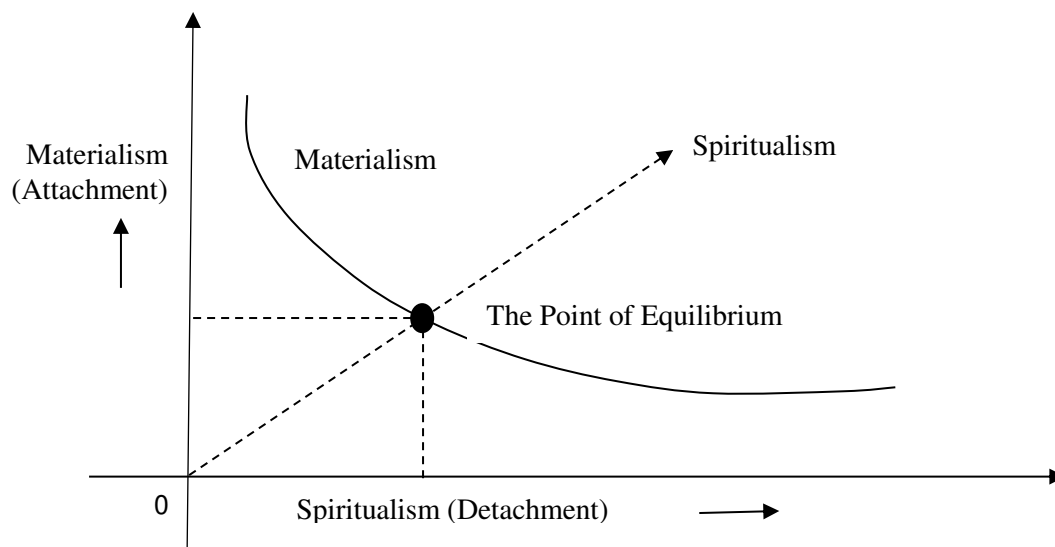 Spiritualism
Materialism
(Attachment)
Materialism
The Point of Equilibrium
0
Spiritualism (Detachment)